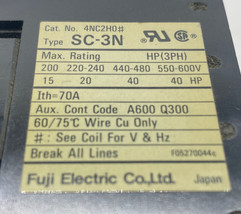 Cat. No. 4NC2H0#
Type SC-3N
Max. Rating HP(3PH)
200 220-240 440-480 550-600V
15 20 40 40 HP
Ith=70A
Aux. Cont Code A600 Q300
60/75℃ Wire Cu Only
#: See Coil For V & Hz
Break All Lines F05270044c
Fuji Electric Co.,Ltd. Japan